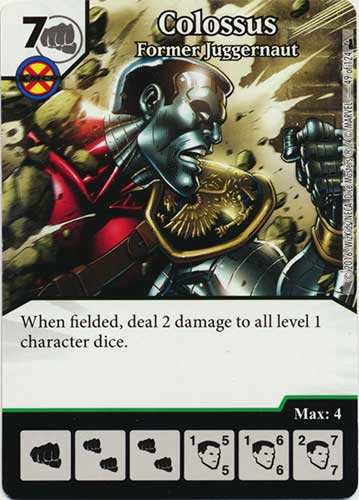 7
Colossus
Former Juggernaut
X-MEN
When fielded, deal 2 damage to all level 1
character dice.
Max: 4
1 5 5
1 6 6
2 7 7